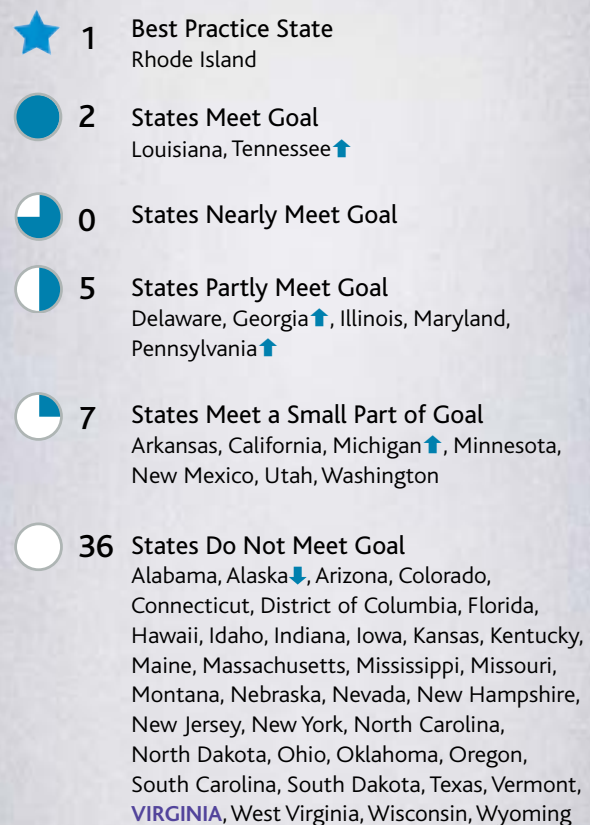 1 Best Practice State
Rhode Island
2 States Meet Goal
Louisiana, Tennessee⬆
0 States Nearly Meet Goal
5 States Partly Meet Goal
Delaware, Georgia⬆, Illinois, Maryland,
Pennsylvania⬆
7 States Meet a Small Part of Goal
Arkansas, California, Michigan⬆, Minnesota,
New Mexico, Utah, Washington
36 States Do Not Meet Goal
Alabama, Alaska⬇, Arizona, Colorado,
Connecticut, District of Columbia, Florida,
Hawaii, Idaho, Indiana, Iowa, Kansas, Kentucky,
Maine, Massachusetts, Mississippi, Missouri,
Montana, Nebraska, Nevada, New Hampshire,
New Jersey, New York, North Carolina,
North Dakota, Ohio, Oklahoma, Oregon,
South Carolina, South Dakota, Texas, Vermont,
VIRGINIA, West Virginia, Wisconsin, Wyoming